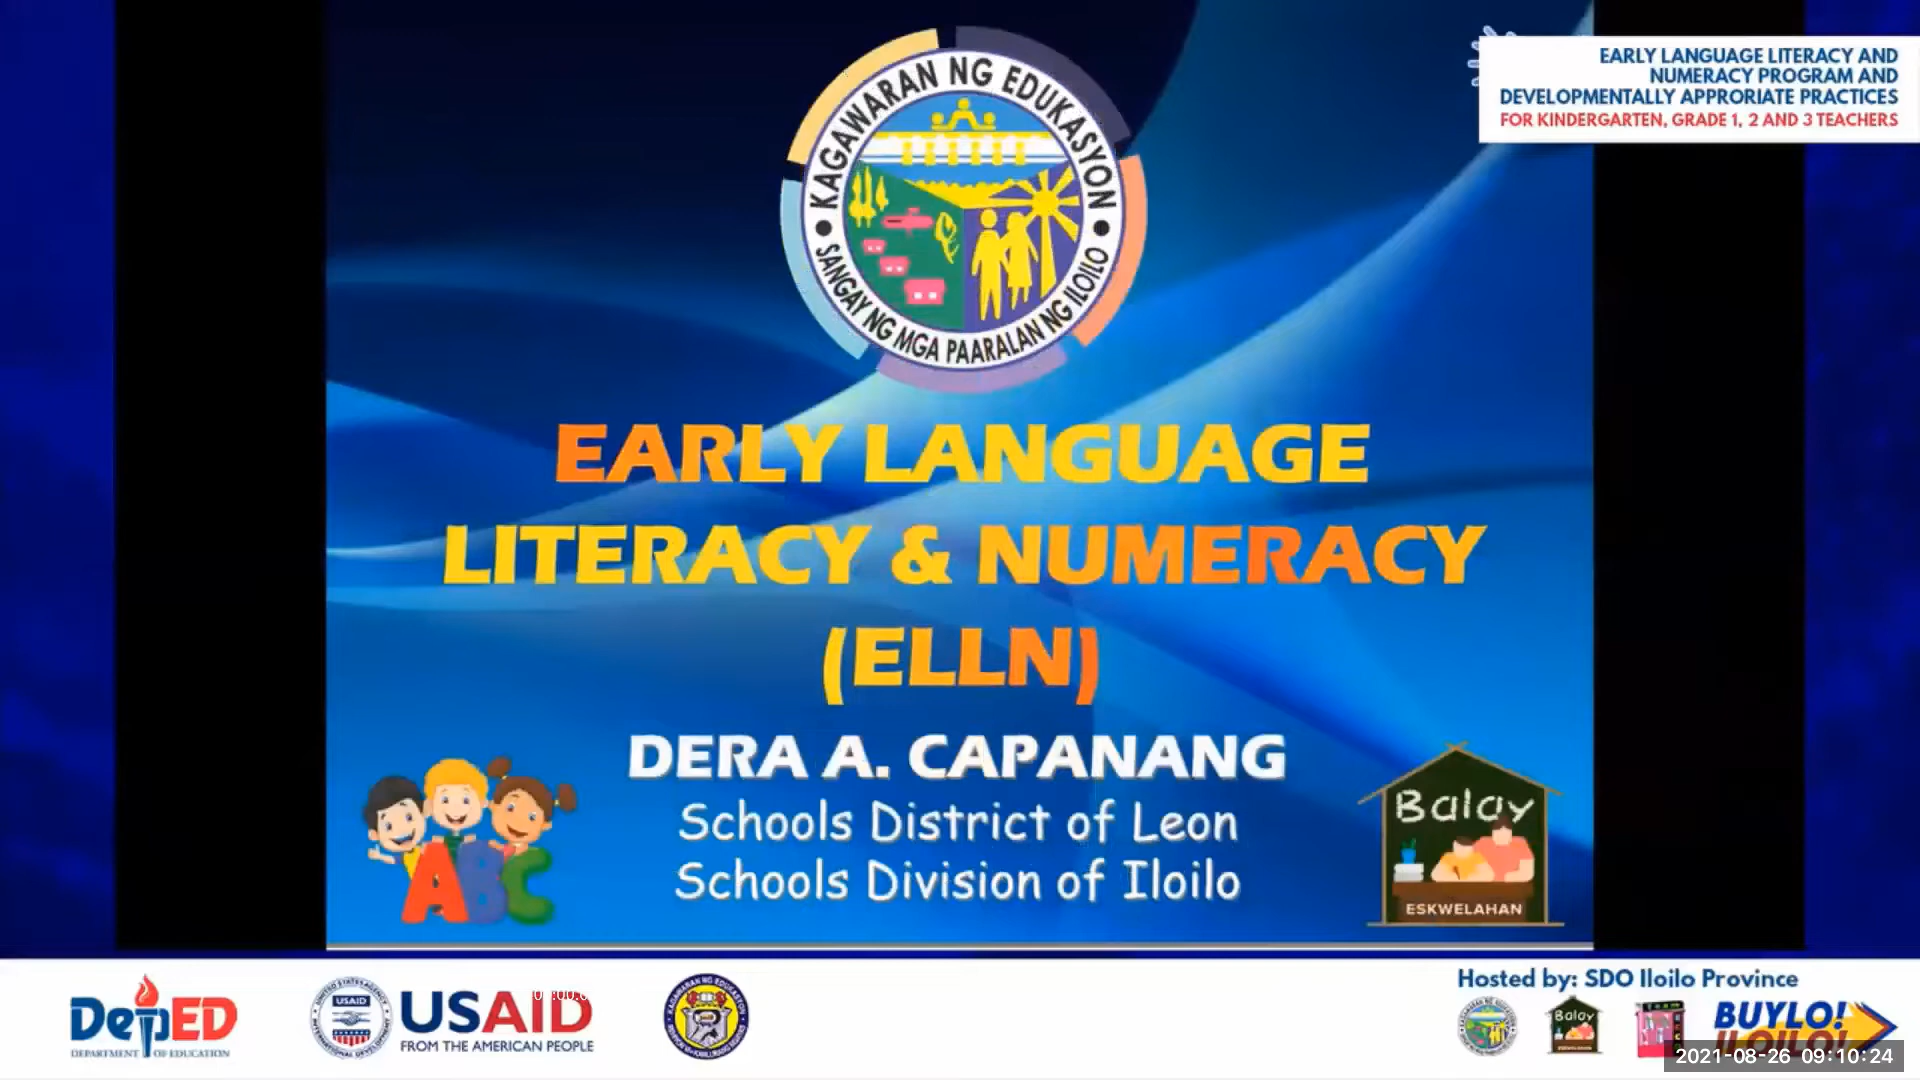 EARLY LANGUAGE LITERACY AND
NUMERACY PROGRAM AND
DEVELOPMENTALLY APPRORIATE PRACTICES
FOR KINDERGARTEN, GRADE 1, 2 AND 3 TEACHERS
KAGAWARAN NG EDUKASYON
SANGAY NG MGA PAARALAN NG ILOILO
EARLY LANGUAGE
LITERACY & NUMERACY
(ELLN)
DERA A. CAPANANG
Schools District of Leon
Schools Division of Iloilo
ABC
Balay
ESKWELAHAN
DepED
DEPARTMENT OF EDUCATION
USAID
USAID
FROM THE AMERICAN PEOPLE
Hosted by: SDO Iloilo Province
Balay
BUYLO!
ILOILO!
2021-08-26 09:10:24